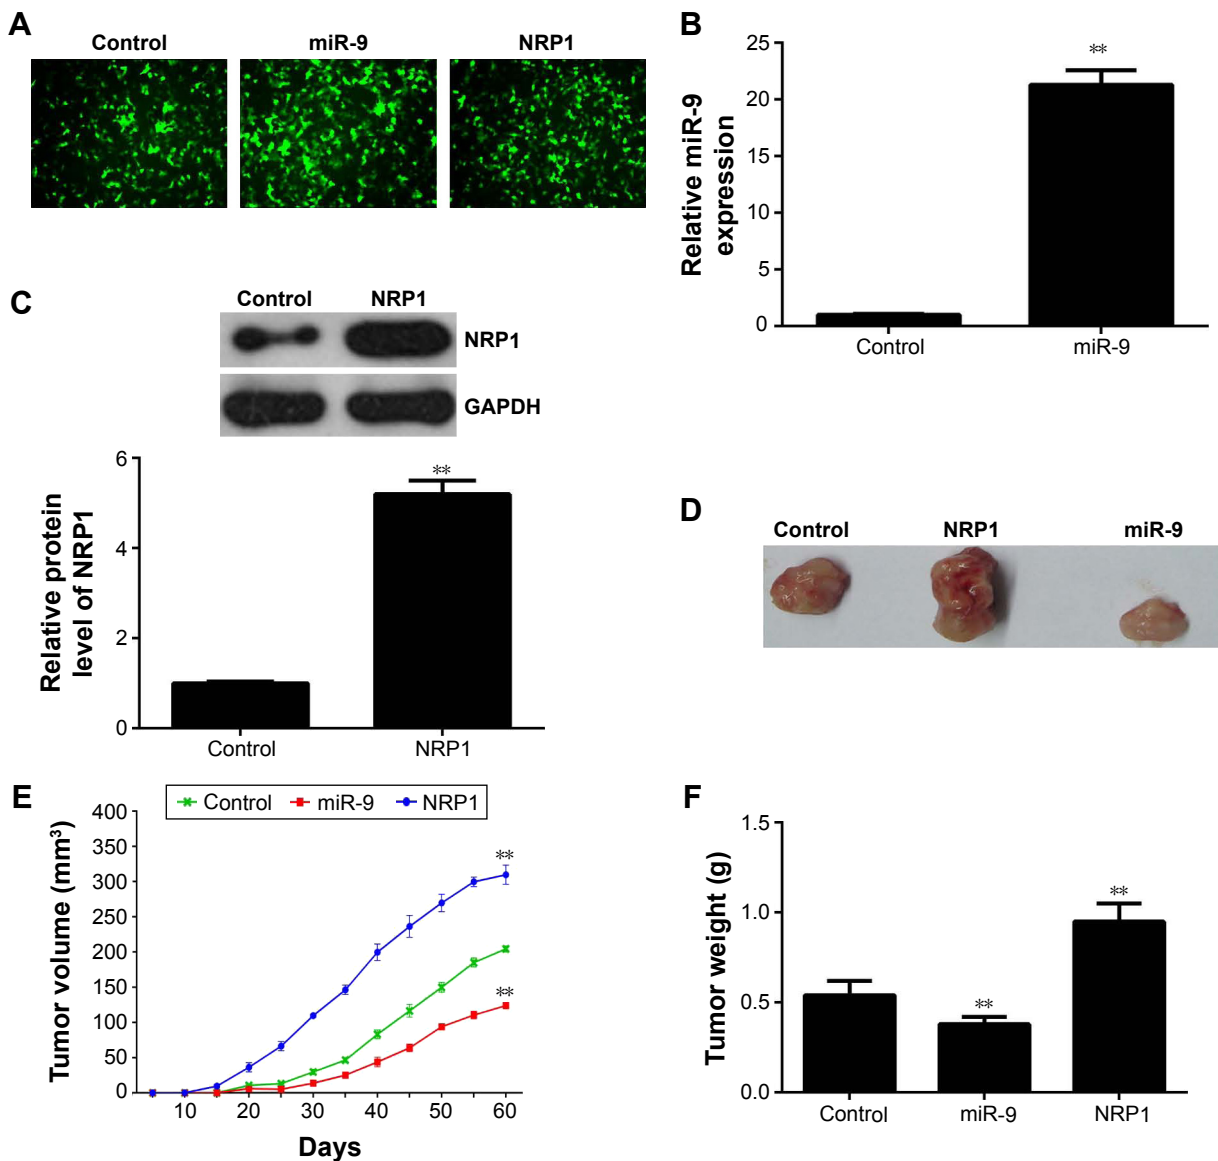 A
Control miR-9 NRP1
B
Relative miR-9
expression
25
20
15
10
5
0
**
Control miR-9
C
Control NRP1
NRP1
GAPDH
Relative protein
level of NRP1
6
4
2
0
**
Control NRP1
D
Control NRP1 miR-9
E
Control miR-9 NRP1
Tumor volume (mm³)
400
350
300
250
200
150
100
50
0
**
**
10 20 30 40 50 60
Days
F
Tumor weight (g)
1.5
1.0
0.5
0.0
**
**
Control miR-9 NRP1